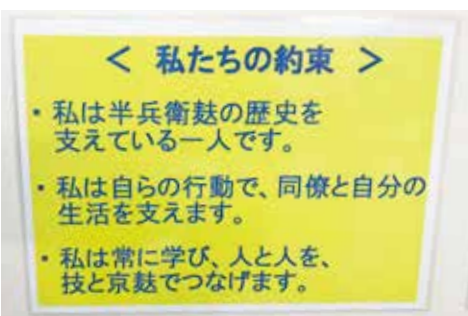 ＜ 私たちの約束 ＞
・私は半兵衛麸の歴史を
支えている一人です。
・私は自らの行動で、同僚と自分の
生活を支えます。
・私は常に学び、人と人を、
技と京麸でつなげます。